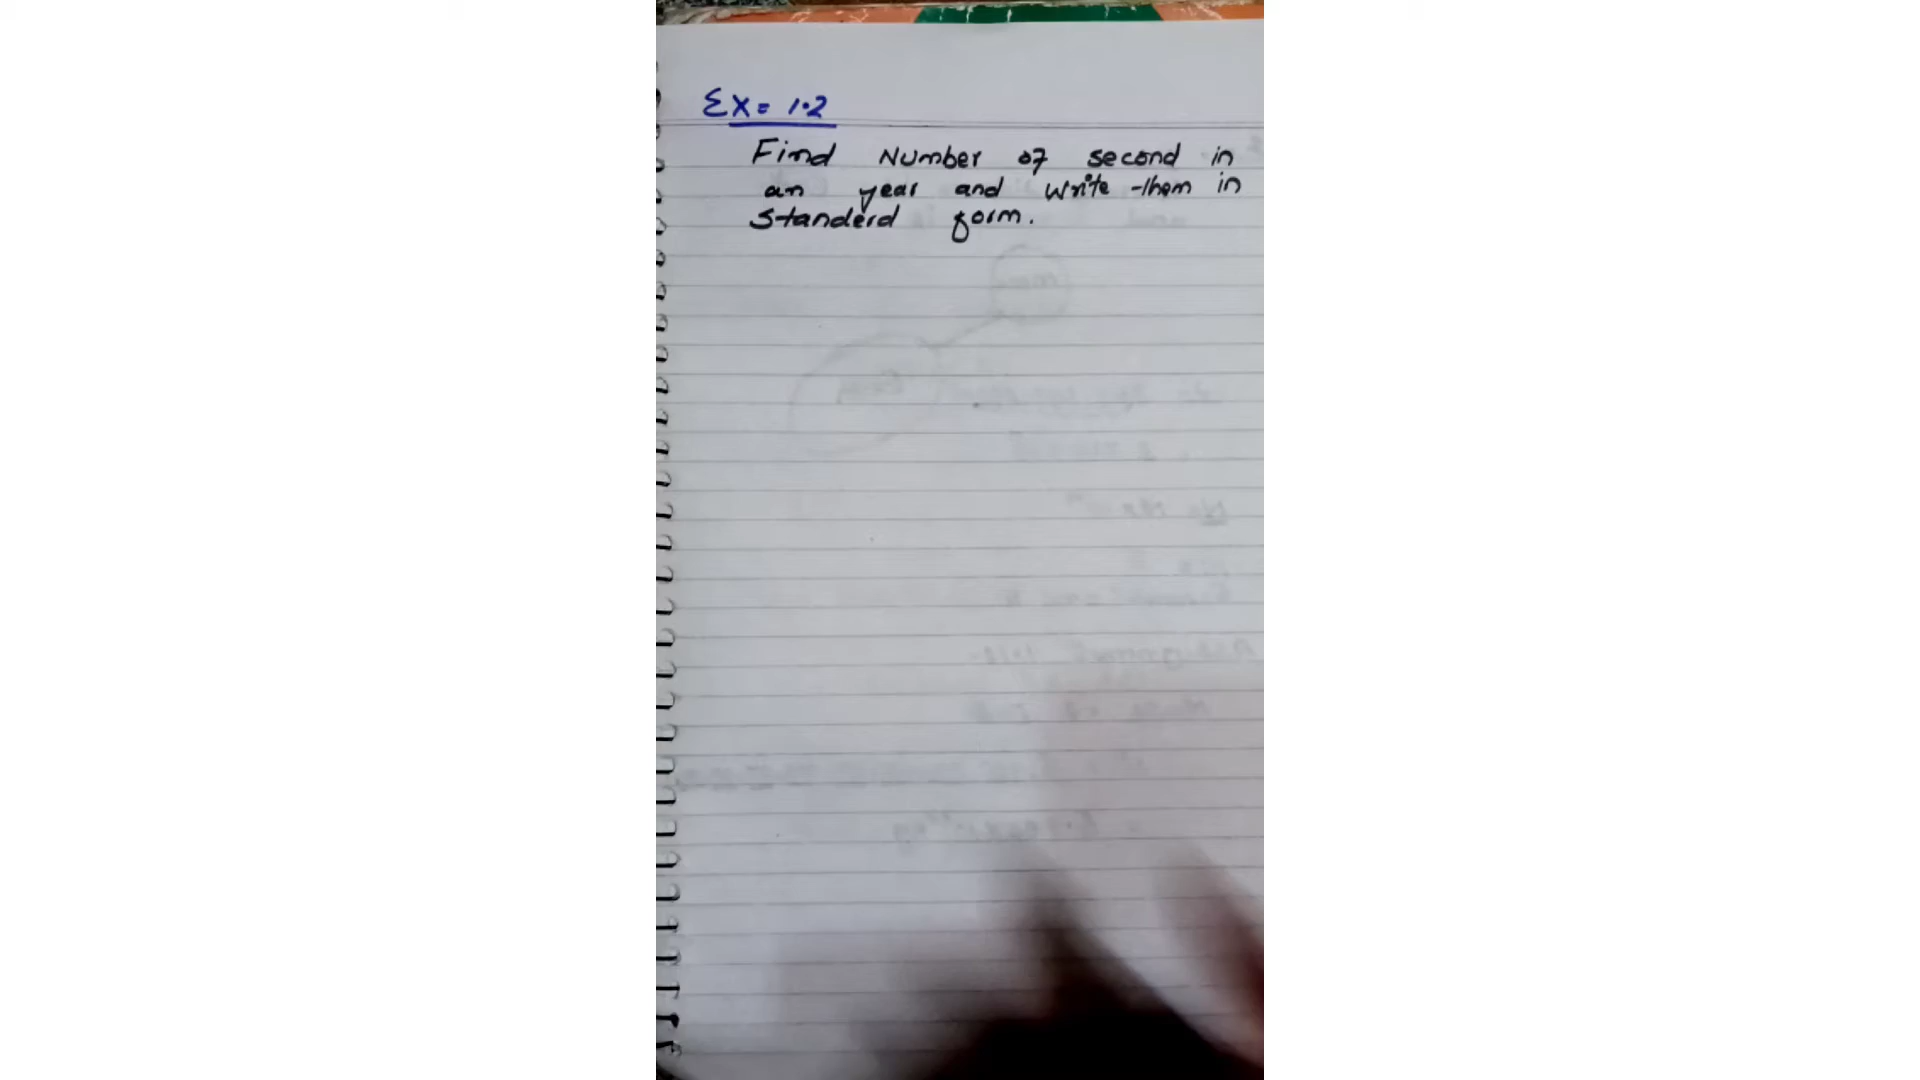 Ex = 1.2
Find Number of second in
an year and write them in
standerd form.